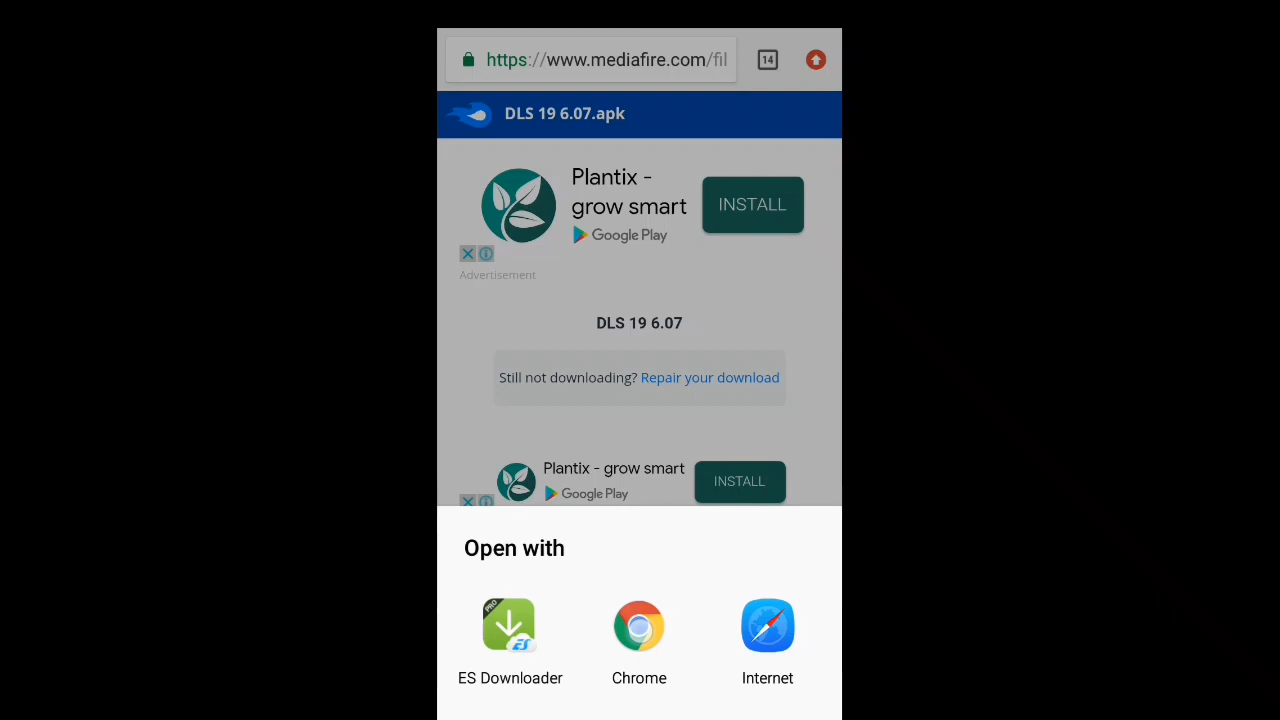 https://www.mediafire.com/fil
14
DLS 19 6.07.apk
Plantix -
grow smart
INSTALL
Google Play
Advertisement
DLS 19 6.07
Still not downloading? Repair your download
Plantix - grow smart
INSTALL
Google Play
Open with
PRO
ES
ES Downloader
Chrome
Internet